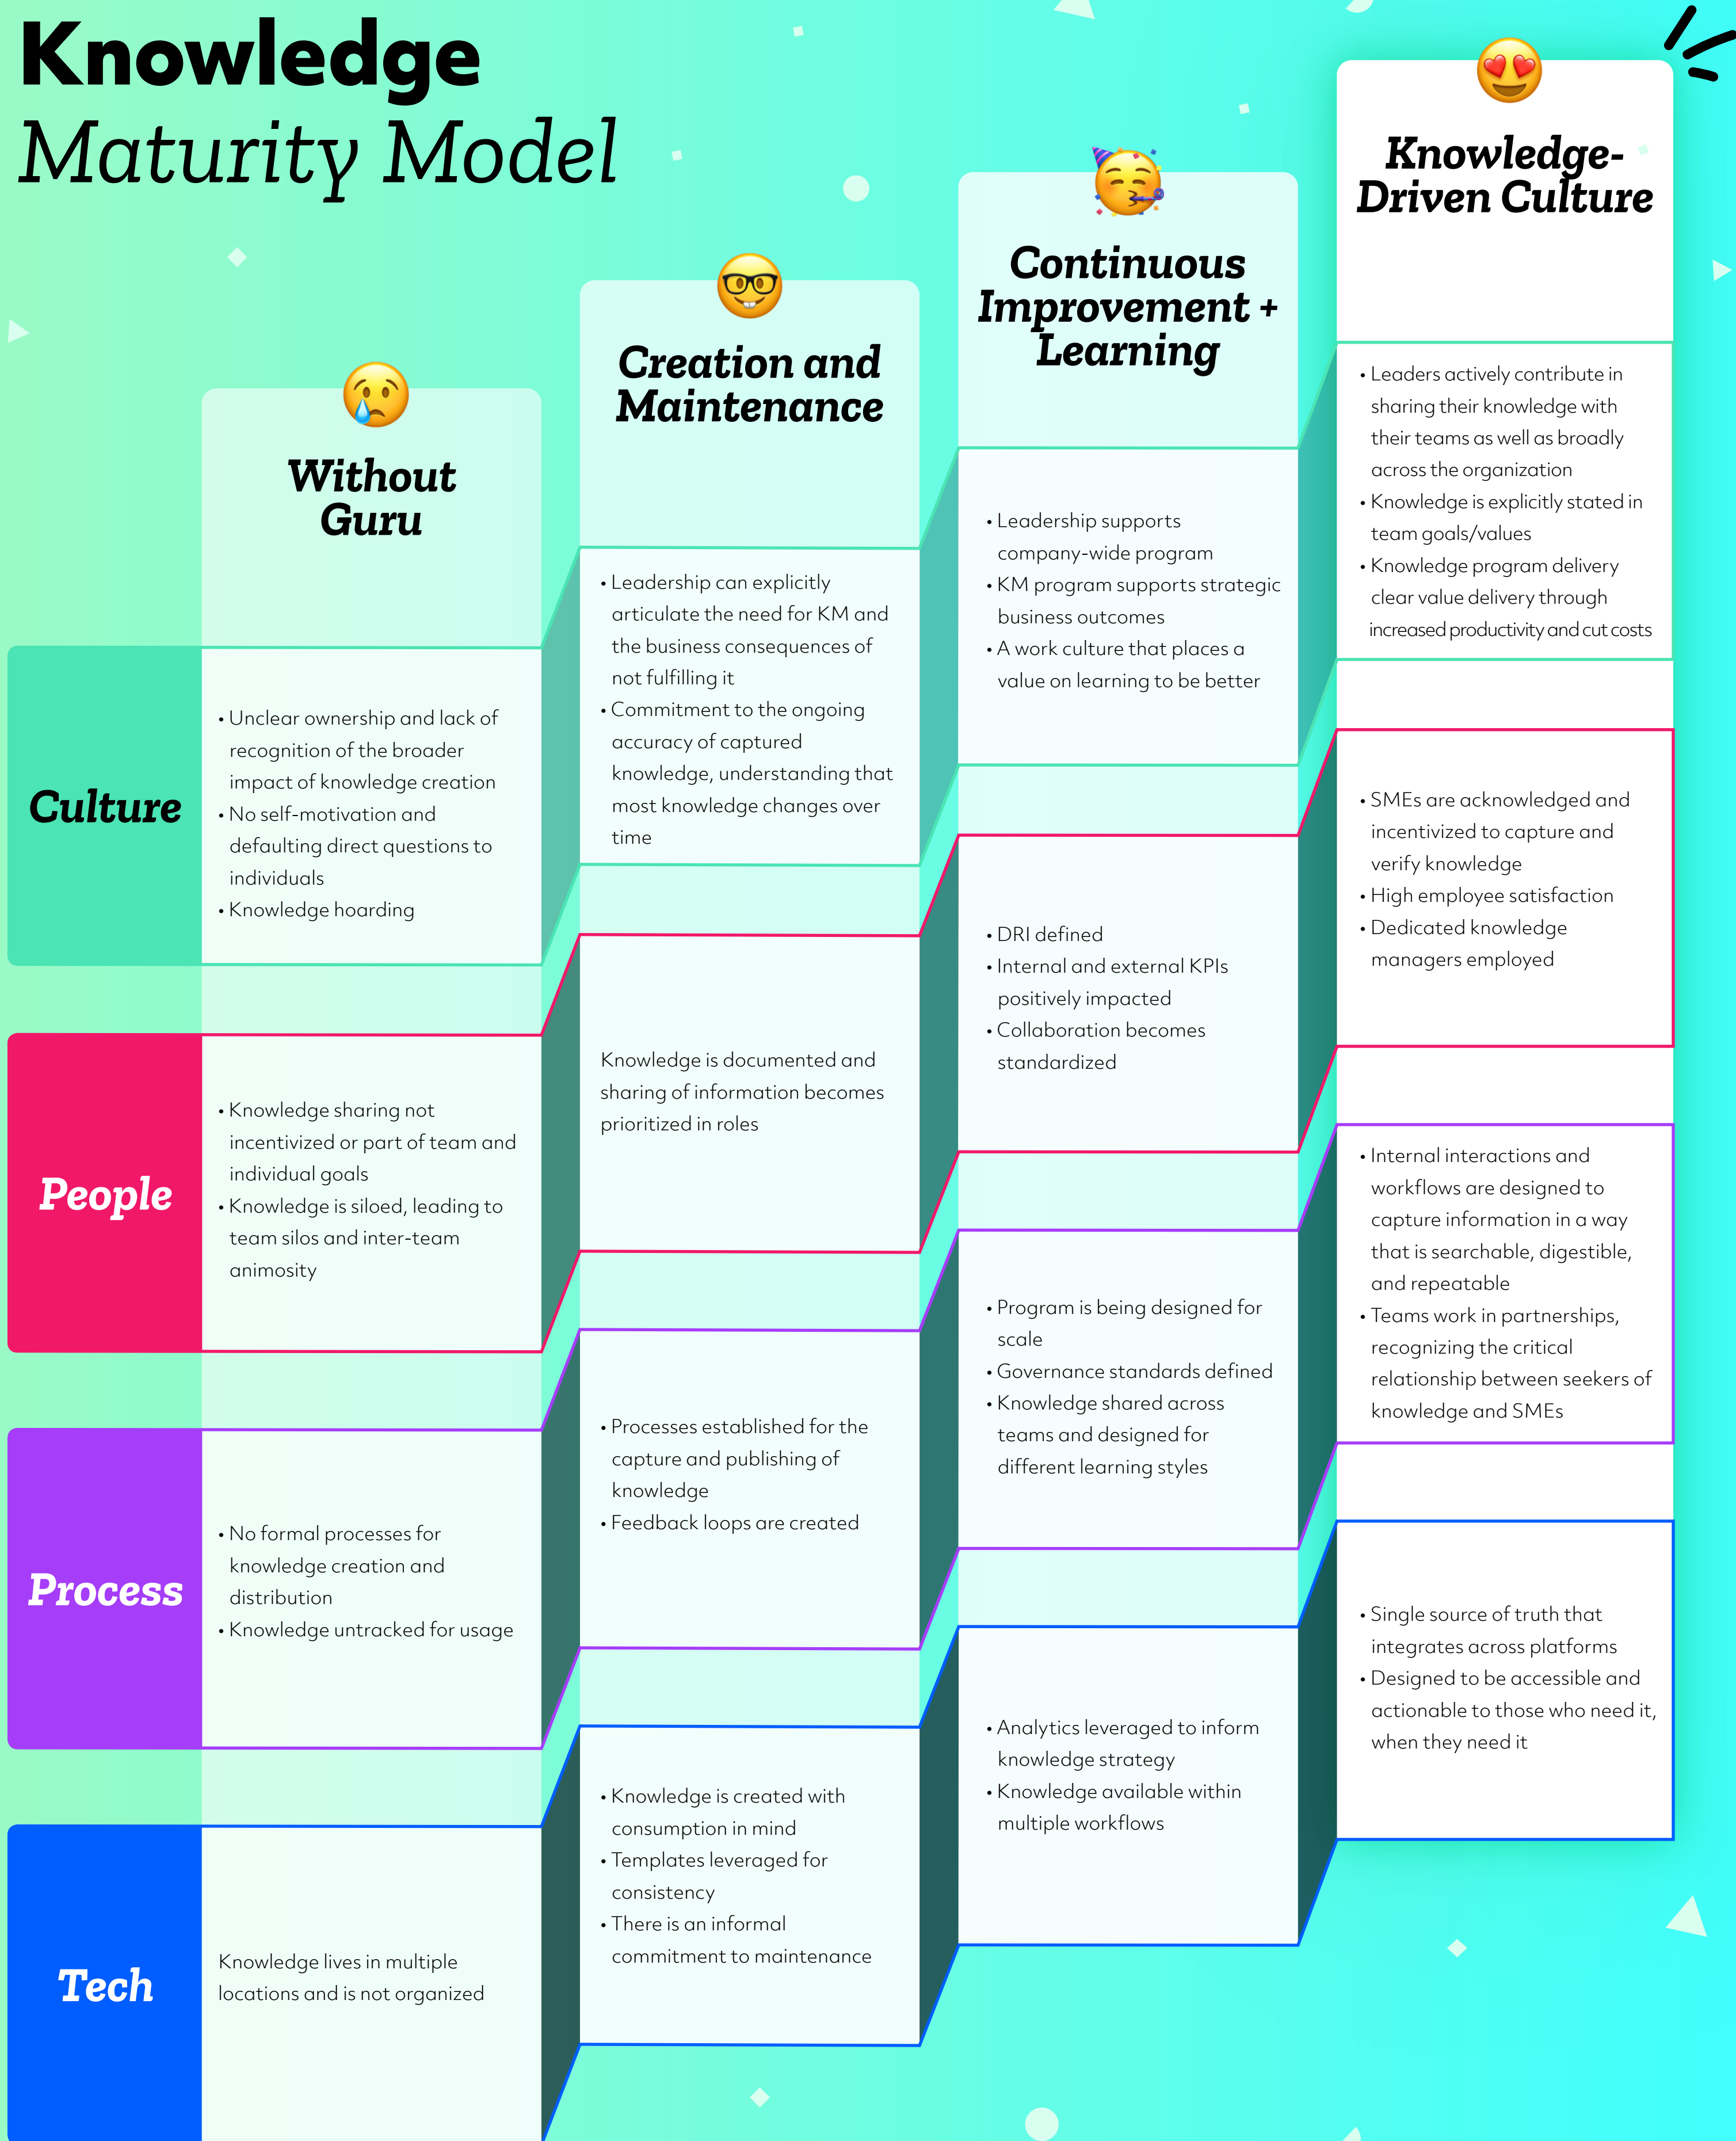 Knowledge
Maturity Model
Without
Guru
Creation and
Maintenance
Continuous
Improvement +
Learning
Knowledge-
Driven Culture
Culture
• Unclear ownership and lack of
recognition of the broader
impact of knowledge creation
• No self-motivation and
defaulting direct questions to
individuals
• Knowledge hoarding
• Leadership can explicitly
articulate the need for KM and
the business consequences of
not fulfilling it
• Commitment to the ongoing
accuracy of captured
knowledge, understanding that
most knowledge changes over
time
• Leadership supports
company-wide program
• KM program supports strategic
business outcomes
• A work culture that places a
value on learning to be better
• Leaders actively contribute in
sharing their knowledge with
their teams as well as broadly
across the organization
• Knowledge is explicitly stated in
team goals/values
• Knowledge program delivery
clear value delivery through
increased productivity and cut costs
People
• Knowledge sharing not
incentivized or part of team and
individual goals
• Knowledge is siloed, leading to
team silos and inter-team
animosity
Knowledge is documented and
sharing of information becomes
prioritized in roles
• DRI defined
• Internal and external KPIs
positively impacted
• Collaboration becomes
standardized
• SMEs are acknowledged and
incentivized to capture and
verify knowledge
• High employee satisfaction
• Dedicated knowledge
managers employed
Process
• No formal processes for
knowledge creation and
distribution
• Knowledge untracked for usage
• Processes established for the
capture and publishing of
knowledge
• Feedback loops are created
• Program is being designed for
scale
• Governance standards defined
• Knowledge shared across
teams and designed for
different learning styles
• Internal interactions and
workflows are designed to
capture information in a way
that is searchable, digestible,
and repeatable
• Teams work in partnerships,
recognizing the critical
relationship between seekers of
knowledge and SMEs
Tech
Knowledge lives in multiple
locations and is not organized
• Knowledge is created with
consumption in mind
• Templates leveraged for
consistency
• There is an informal
commitment to maintenance
• Analytics leveraged to inform
knowledge strategy
• Knowledge available within
multiple workflows
• Single source of truth that
integrates across platforms
• Designed to be accessible and
actionable to those who need it,
when they need it